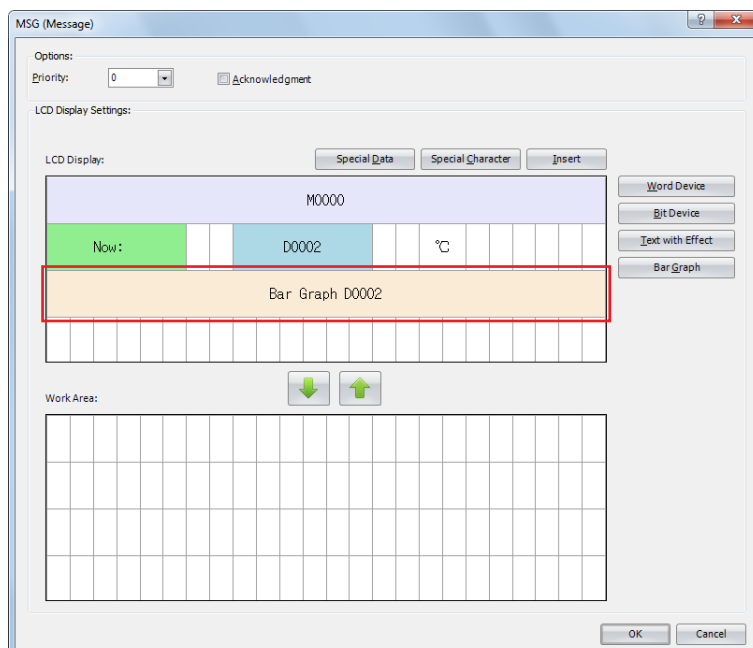 MSG (Message)
Options:
Priority: 0 Acknowledgment
LCD Display Settings:
LCD Display: Special Data Special Character Insert
M0000 Word Device
Bit Device
Now: D0002 ℃ Text with Effect
Bar Graph D0002 Bar Graph
Work Area:
OK Cancel